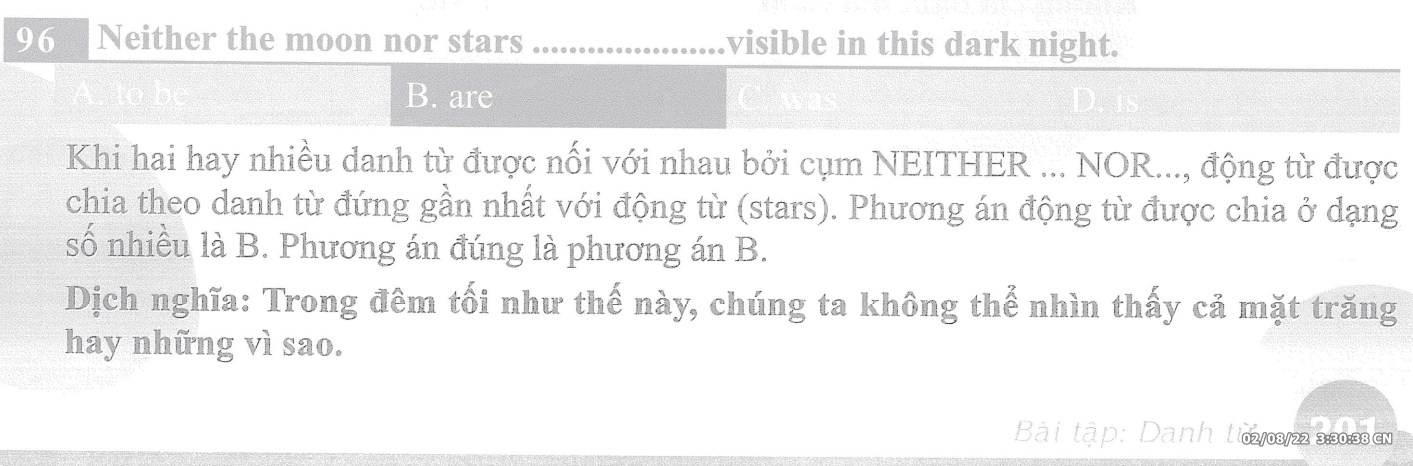 96 Neither the moon nor stars .....................visible in this dark night.
A. to be B. are C. was D. is
Khi hai hay nhiều danh từ được nối với nhau bởi cụm NEITHER ... NOR..., động từ được
chia theo danh từ đứng gần nhất với động từ (stars). Phương án động từ được chia ở dạng
số nhiều là B. Phương án đúng là phương án B.
Dịch nghĩa: Trong đêm tối như thế này, chúng ta không thể nhìn thấy cả mặt trăng
hay những vì sao.
Bài tập: Danh từ 201
02/08/22 3:30:38 CN